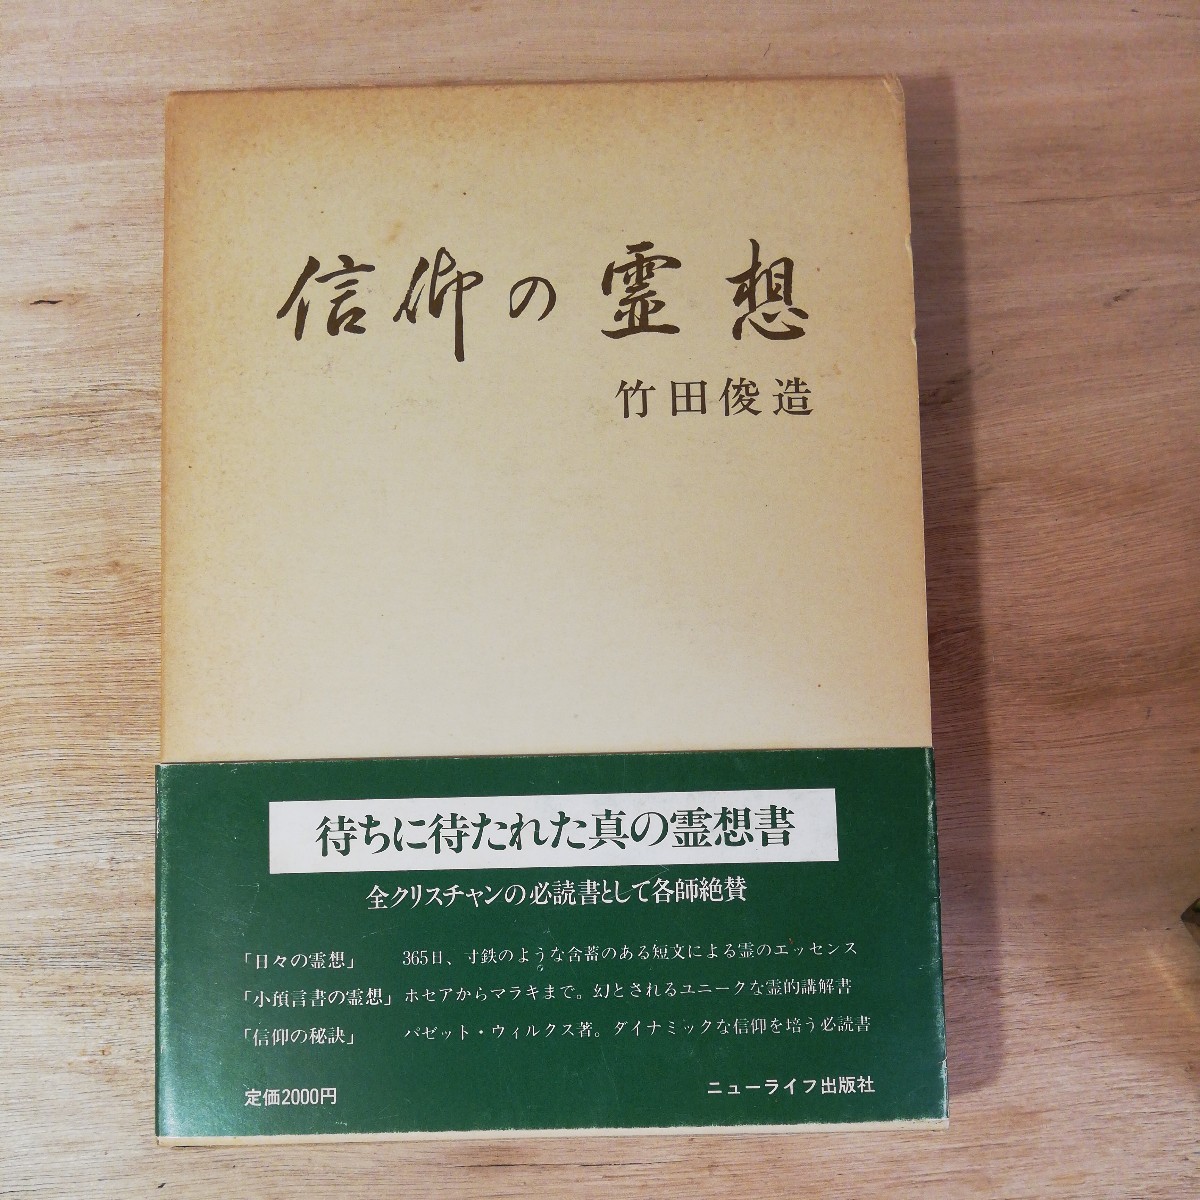 信仰の霊想
竹田俊造
待ちに待たれた真の霊想書
全クリスチャンの必読書として各師絶賛
「日々の霊想」 365日、寸鉄のような含蓄のある短文による霊のエッセンス
「小預言書の霊想」 ホセアからマラキまで。幻とされるユニークな霊的講解書
「信仰の秘訣」 バゼット・ウィルクス著。ダイナミックな信仰を培う必読書
定価2000円 ニューライフ出版社